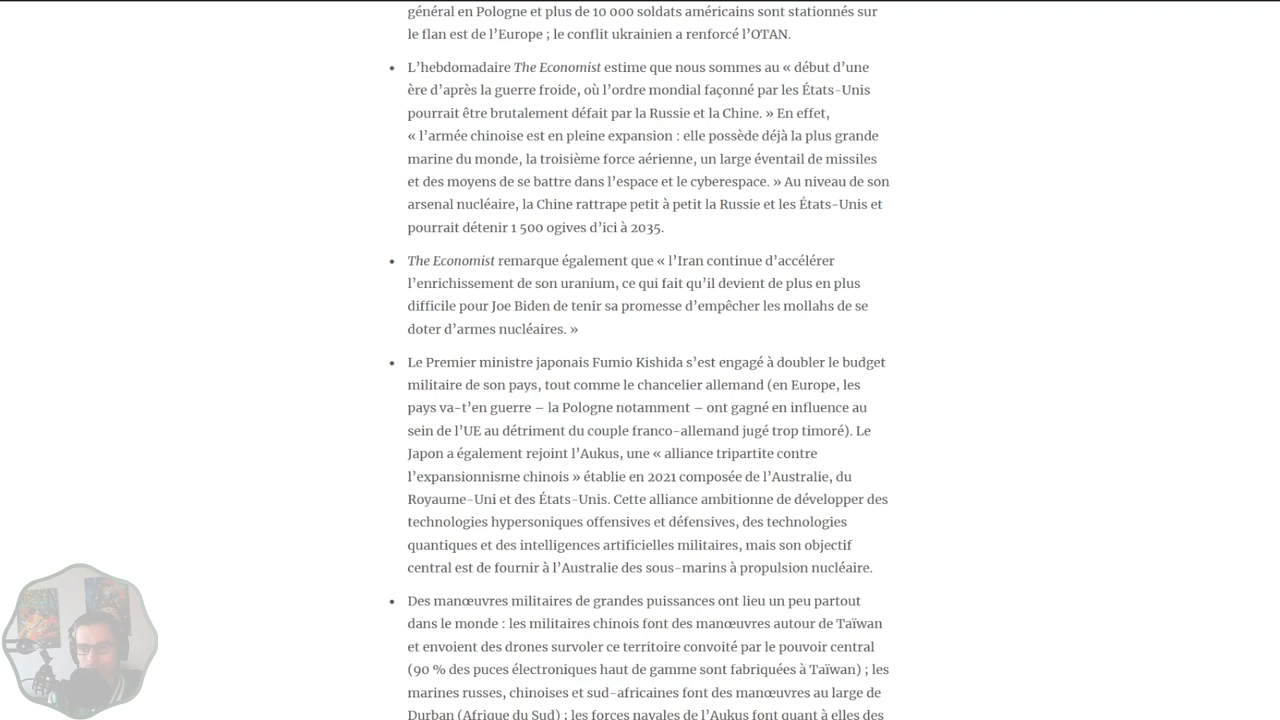 général en Pologne et plus de 10 000 soldats américains sont stationnés sur
le flan est de l’Europe ; le conflit ukrainien a renforcé l’OTAN.
• L’hebdomadaire The Economist estime que nous sommes au « début d’une
ère d’après la guerre froide, où l’ordre mondial façonné par les États-Unis
pourrait être brutalement défait par la Russie et la Chine. » En effet,
« l’armée chinoise est en pleine expansion : elle possède déjà la plus grande
marine du monde, la troisième force aérienne, un large éventail de missiles
et des moyens de se battre dans l’espace et le cyberespace. » Au niveau de son
arsenal nucléaire, la Chine rattrape petit à petit la Russie et les États-Unis et
pourrait détenir 1 500 ogives d’ici à 2035.
• The Economist remarque également que « l’Iran continue d’accélérer
l’enrichissement de son uranium, ce qui fait qu’il devient de plus en plus
difficile pour Joe Biden de tenir sa promesse d’empêcher les mollahs de se
doter d’armes nucléaires. »
• Le Premier ministre japonais Fumio Kishida s’est engagé à doubler le budget
militaire de son pays, tout comme le chancelier allemand (en Europe, les
pays va-t’en guerre – la Pologne notamment – ont gagné en influence au
sein de l’UE au détriment du couple franco-allemand jugé trop timoré). Le
Japon a également rejoint l’Aukus, une « alliance tripartite contre
l’expansionnisme chinois » établie en 2021 composée de l’Australie, du
Royaume-Uni et des États-Unis. Cette alliance ambitionne de développer des
technologies hypersoniques offensives et défensives, des technologies
quantiques et des intelligences artificielles militaires, mais son objectif
central est de fournir à l’Australie des sous-marins à propulsion nucléaire.
• Des manœuvres militaires de grandes puissances ont lieu un peu partout
dans le monde : les militaires chinois font des manœuvres autour de Taïwan
et envoient des drones survoler ce territoire convoité par le pouvoir central
(90 % des puces électroniques haut de gamme sont fabriquées à Taïwan) ; les
marines russes, chinoises et sud-africaines font des manœuvres au large de
Durban (Afrique du Sud) ; les forces navales de l’Aukus font quant à elles des